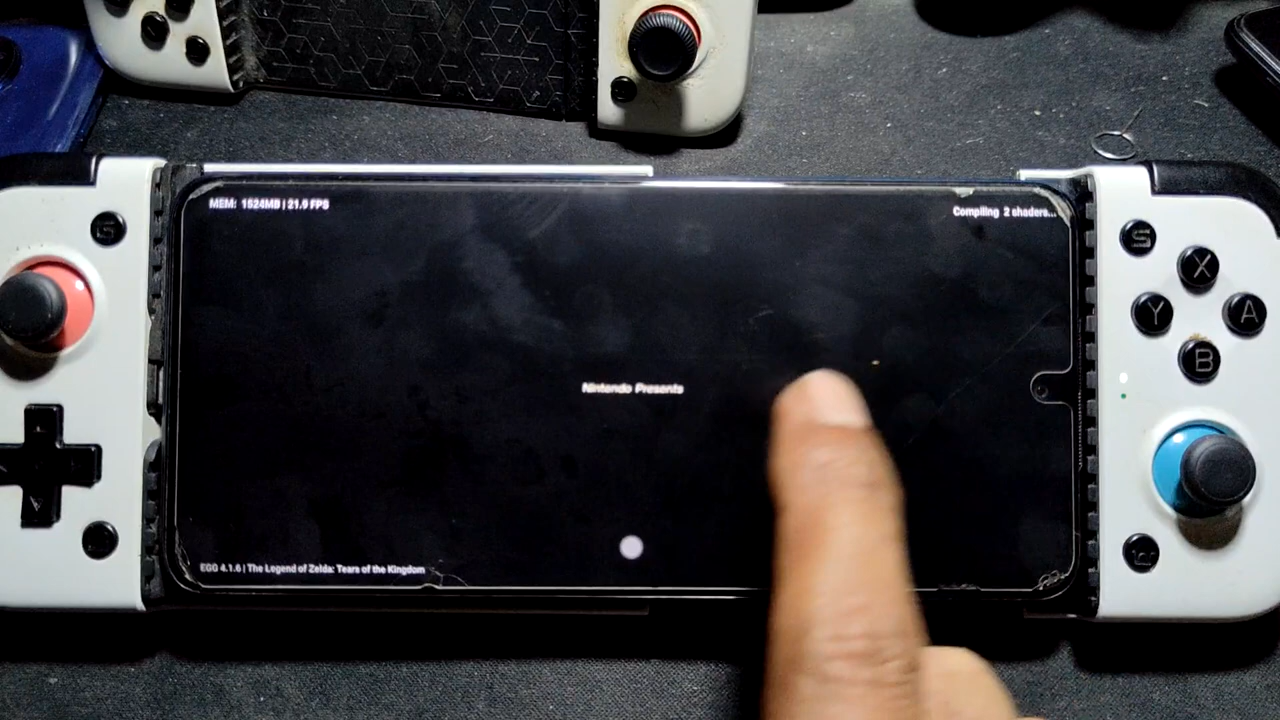 MEM: 1524MB | 21.9 FPS
Compiling 2 shaders...
Nintendo Presents
EGG 4.1.6 | The Legend of Zelda: Tears of the Kingdom
G
S
X
Y
A
B